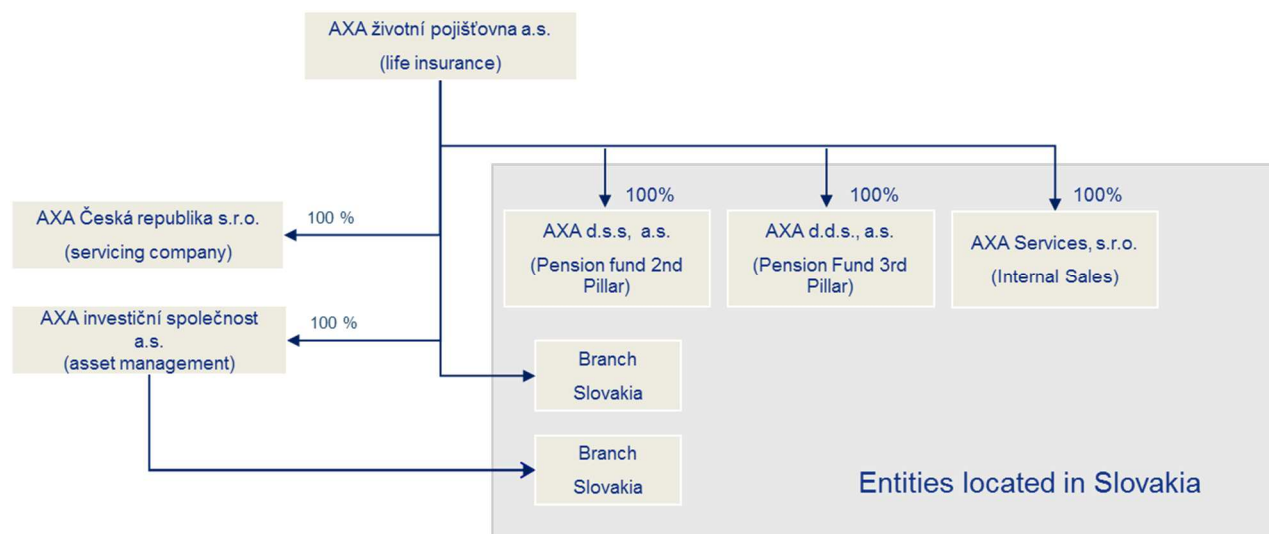 AXA životní pojišťovna a.s.
(life insurance)
100%
100%
100%
AXA Česká republika s.r.o.
(servicing company)
100 %
AXA d.s.s, a.s.
(Pension fund 2nd
Pillar)
AXA d.d.s., a.s.
(Pension Fund 3rd
Pillar)
AXA Services, s.r.o.
(Internal Sales)
AXA investiční společnost
a.s.
(asset management)
100 %
Branch
Slovakia
Branch
Slovakia
Entities located in Slovakia